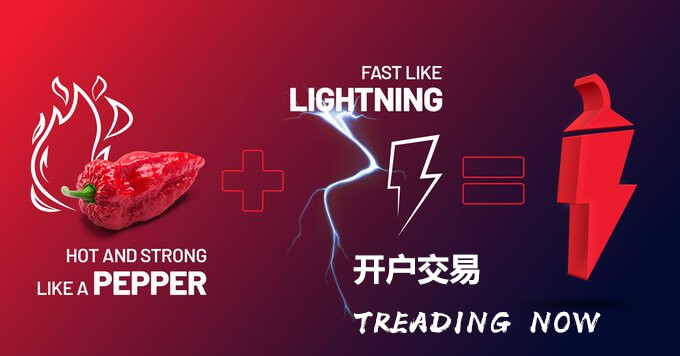 HOT AND STRONG
LIKE A PEPPER
FAST LIKE
LIGHTNING
开户交易
TREADING NOW